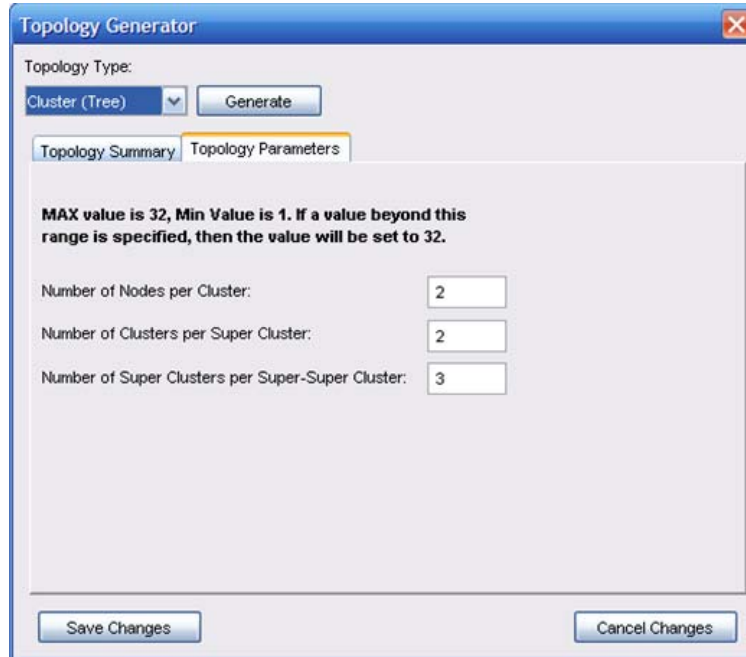 Topology Generator
Topology Type:
Cluster (Tree)
Generate
Topology Summary
Topology Parameters
MAX value is 32, Min Value is 1. If a value beyond this
range is specified, then the value will be set to 32.
Number of Nodes per Cluster:
2
Number of Clusters per Super Cluster:
2
Number of Super Clusters per Super-Super Cluster:
3
Save Changes
Cancel Changes